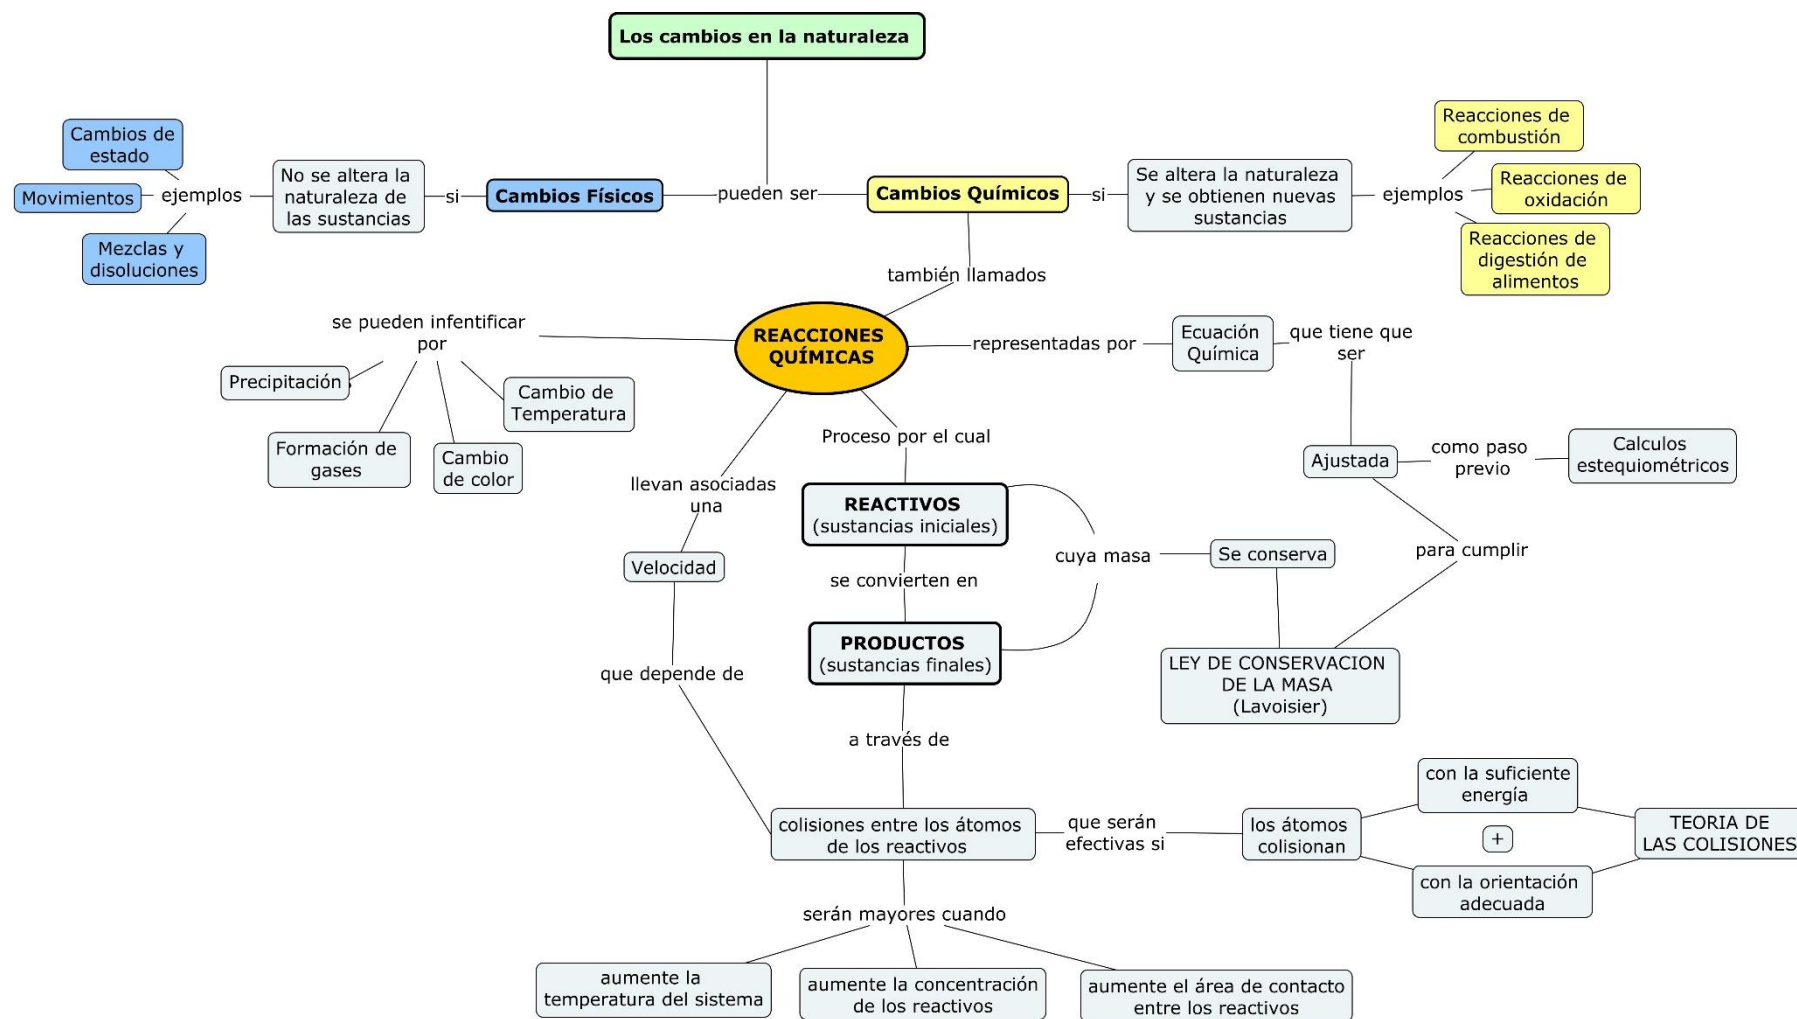 Los cambios en la naturaleza
Cambios de
estado
Movimientos
Mezclas y
disoluciones
ejemplos
No se altera la
naturaleza de
las sustancias
si
Cambios Físicos
pueden ser
Cambios Químicos
si
Se altera la naturaleza
y se obtienen nuevas
sustancias
ejemplos
Reacciones de
combustión
Reacciones de
oxidación
Reacciones de
digestión de
alimentos
también llamados
REACCIONES
QUÍMICAS
se pueden infentificar
por
Precipitación
Formación de
gases
Cambio
de color
Cambio de
Temperatura
representadas por
Ecuación
Química
que tiene que
ser
Ajustada
como paso
previo
Calculos
estequiométricos
para cumplir
llevan asociadas
una
Velocidad
que depende de
Proceso por el cual
REACTIVOS
(sustancias iniciales)
se convierten en
PRODUCTOS
(sustancias finales)
cuya masa
Se conserva
LEY DE CONSERVACION
DE LA MASA
(Lavoisier)
a través de
colisiones entre los átomos
de los reactivos
que serán
efectivas si
los átomos
colisionan
con la suficiente
energía
+
con la orientación
adecuada
TEORIA DE
LAS COLISIONES
serán mayores cuando
aumente la
temperatura del sistema
aumente la concentración
de los reactivos
aumente el área de contacto
entre los reactivos